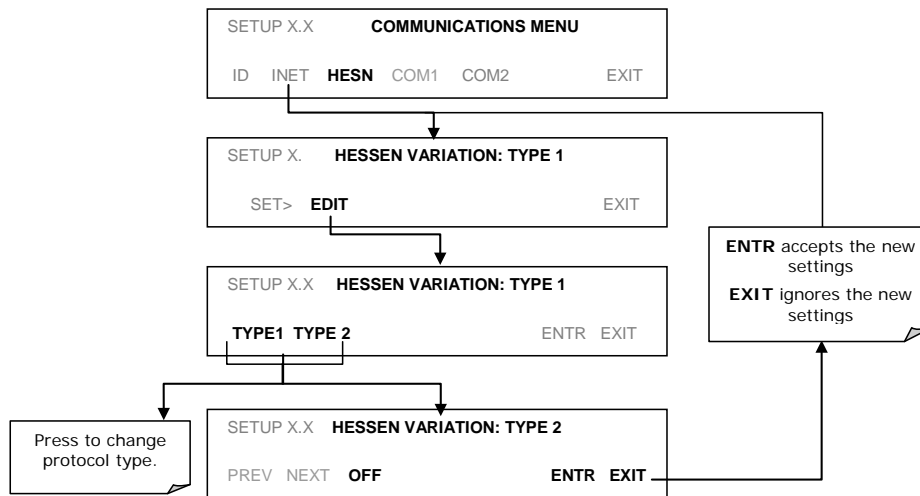 SETUP X.X COMMUNICATIONS MENU
ID INET HESN COM1 COM2 EXIT
SETUP X. HESSEN VARIATION: TYPE 1
SET> EDIT EXIT
ENTR accepts the new
settings
EXIT ignores the new
settings
SETUP X.X HESSEN VARIATION: TYPE 1
TYPE1 TYPE 2 ENTR EXIT
Press to change
protocol type.
SETUP X.X HESSEN VARIATION: TYPE 2
PREV NEXT OFF ENTR EXIT